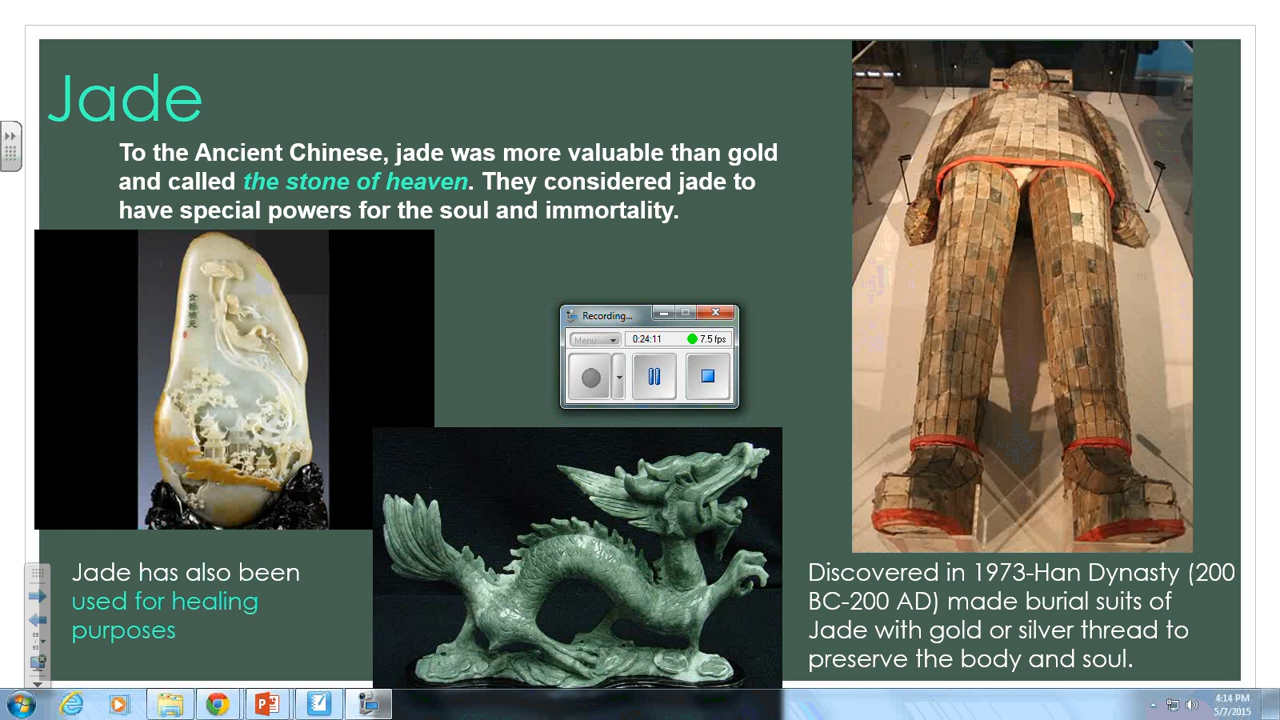 Jade
To the Ancient Chinese, jade was more valuable than gold
and called the stone of heaven. They considered jade to
have special powers for the soul and immortality.
Recording...
Menu
0:24:11
7.5 fps
Jade has also been
used for healing
purposes
Discovered in 1973-Han Dynasty (200
BC-200 AD) made burial suits of
Jade with gold or silver thread to
preserve the body and soul.
4:14 PM
5/7/2015